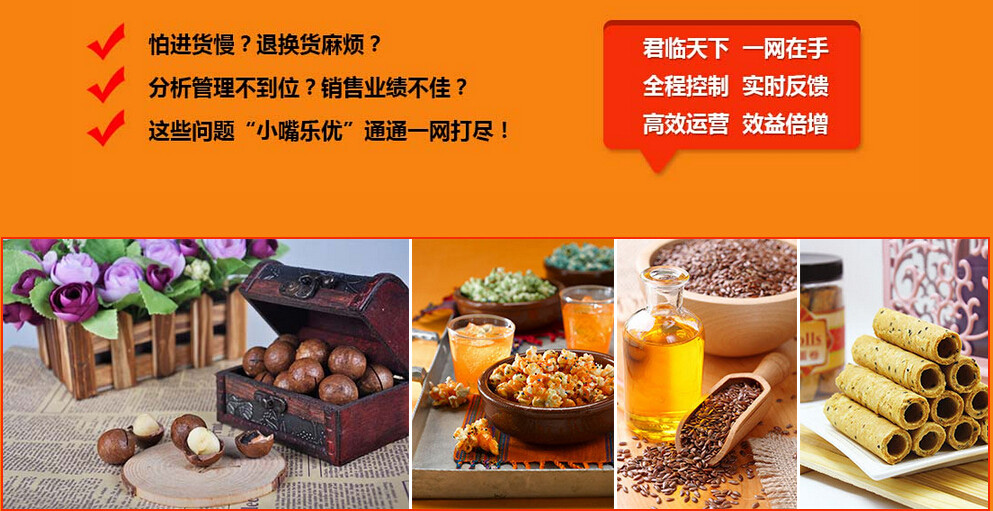 怕进货慢？退换货麻烦？
分析管理不到位？销售业绩不佳？
这些问题“小嘴乐优”通通一网打尽！
君临天下 一网在手
全程控制 实时反馈
高效运营 效益倍增